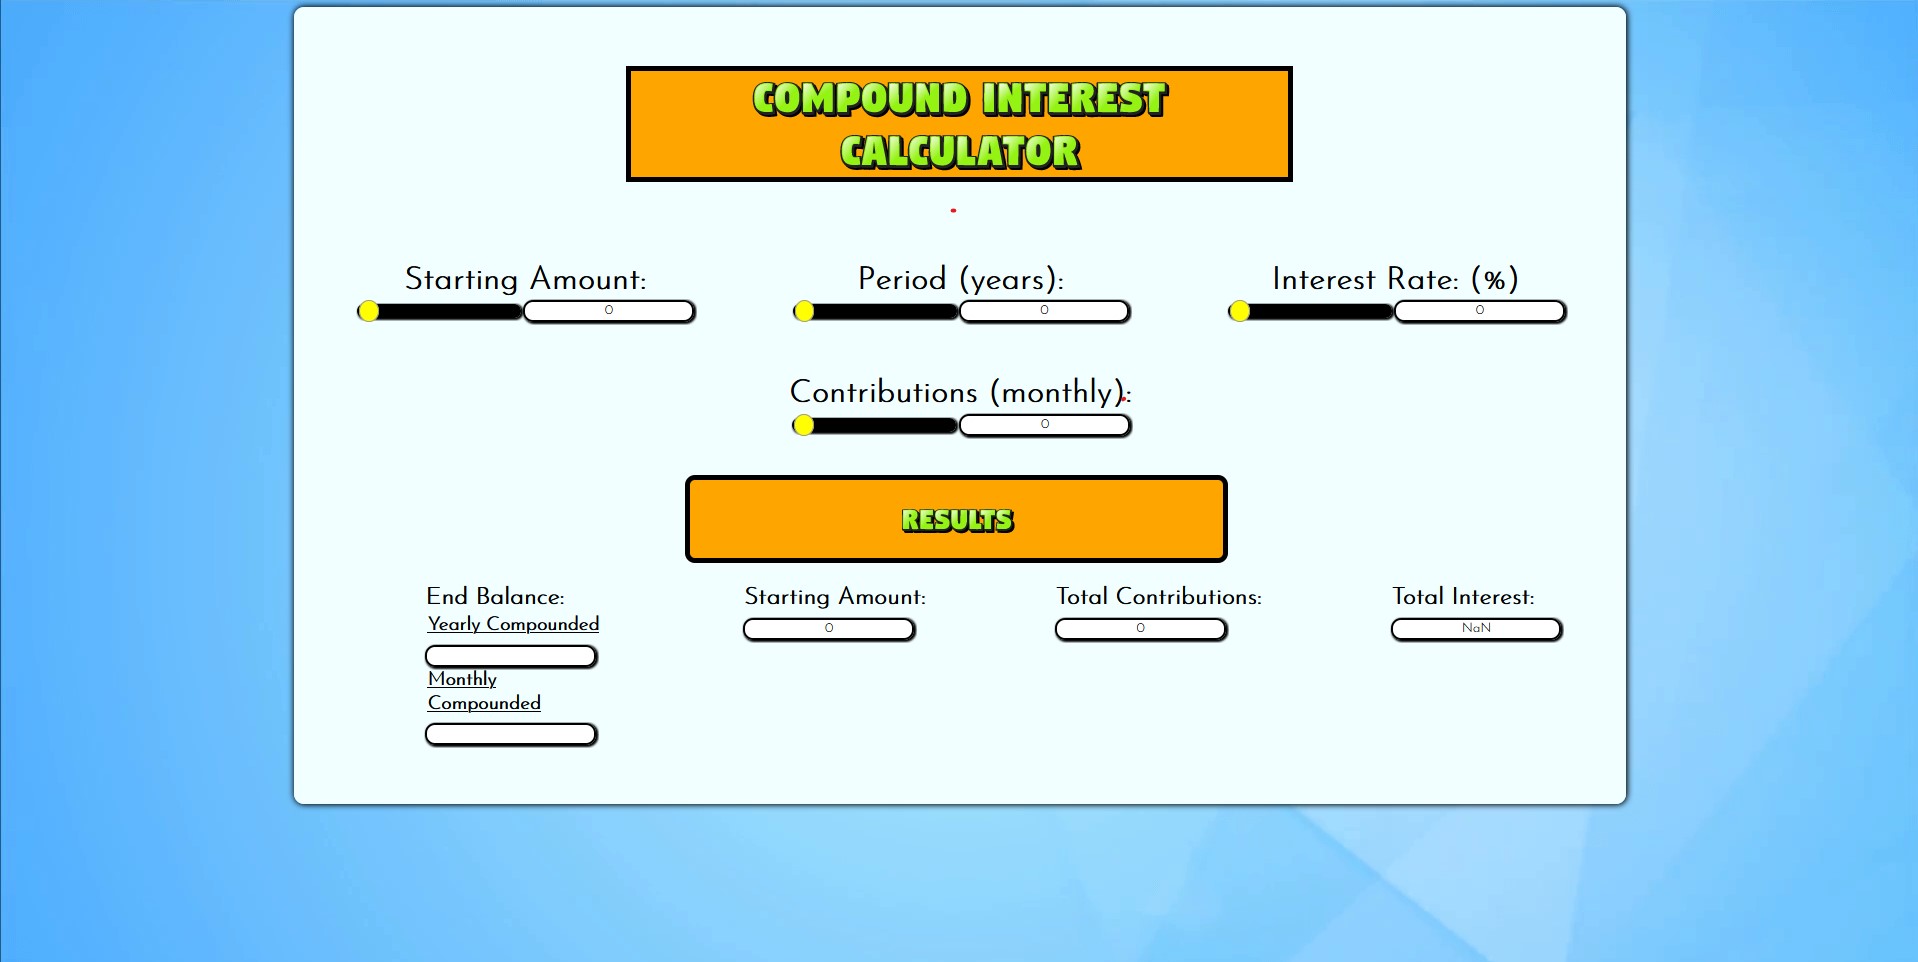 COMPOUND INTEREST
CALCULATOR
Starting Amount:
0
Period (years):
0
Interest Rate: (%)
0
Contributions (monthly):
0
RESULTS
End Balance:
Yearly Compounded
Monthly
Compounded
Starting Amount:
0
Total Contributions:
0
Total Interest:
NaN